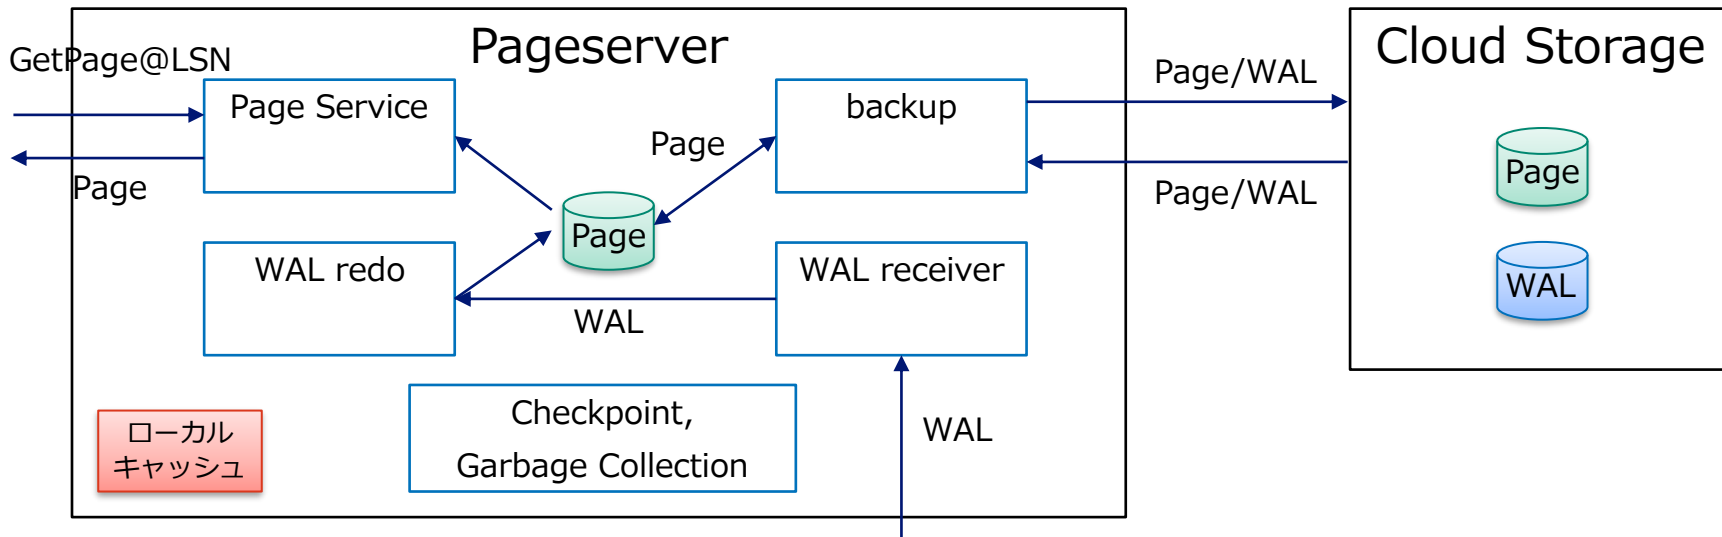 Pageserver
Cloud Storage
GetPage@LSN
Page Service
backup
Page/WAL
Page
Page
Page
Page/WAL
Page
WAL redo
WAL receiver
WAL
WAL
Checkpoint,
Garbage Collection
WAL
ローカル
キャッシュ